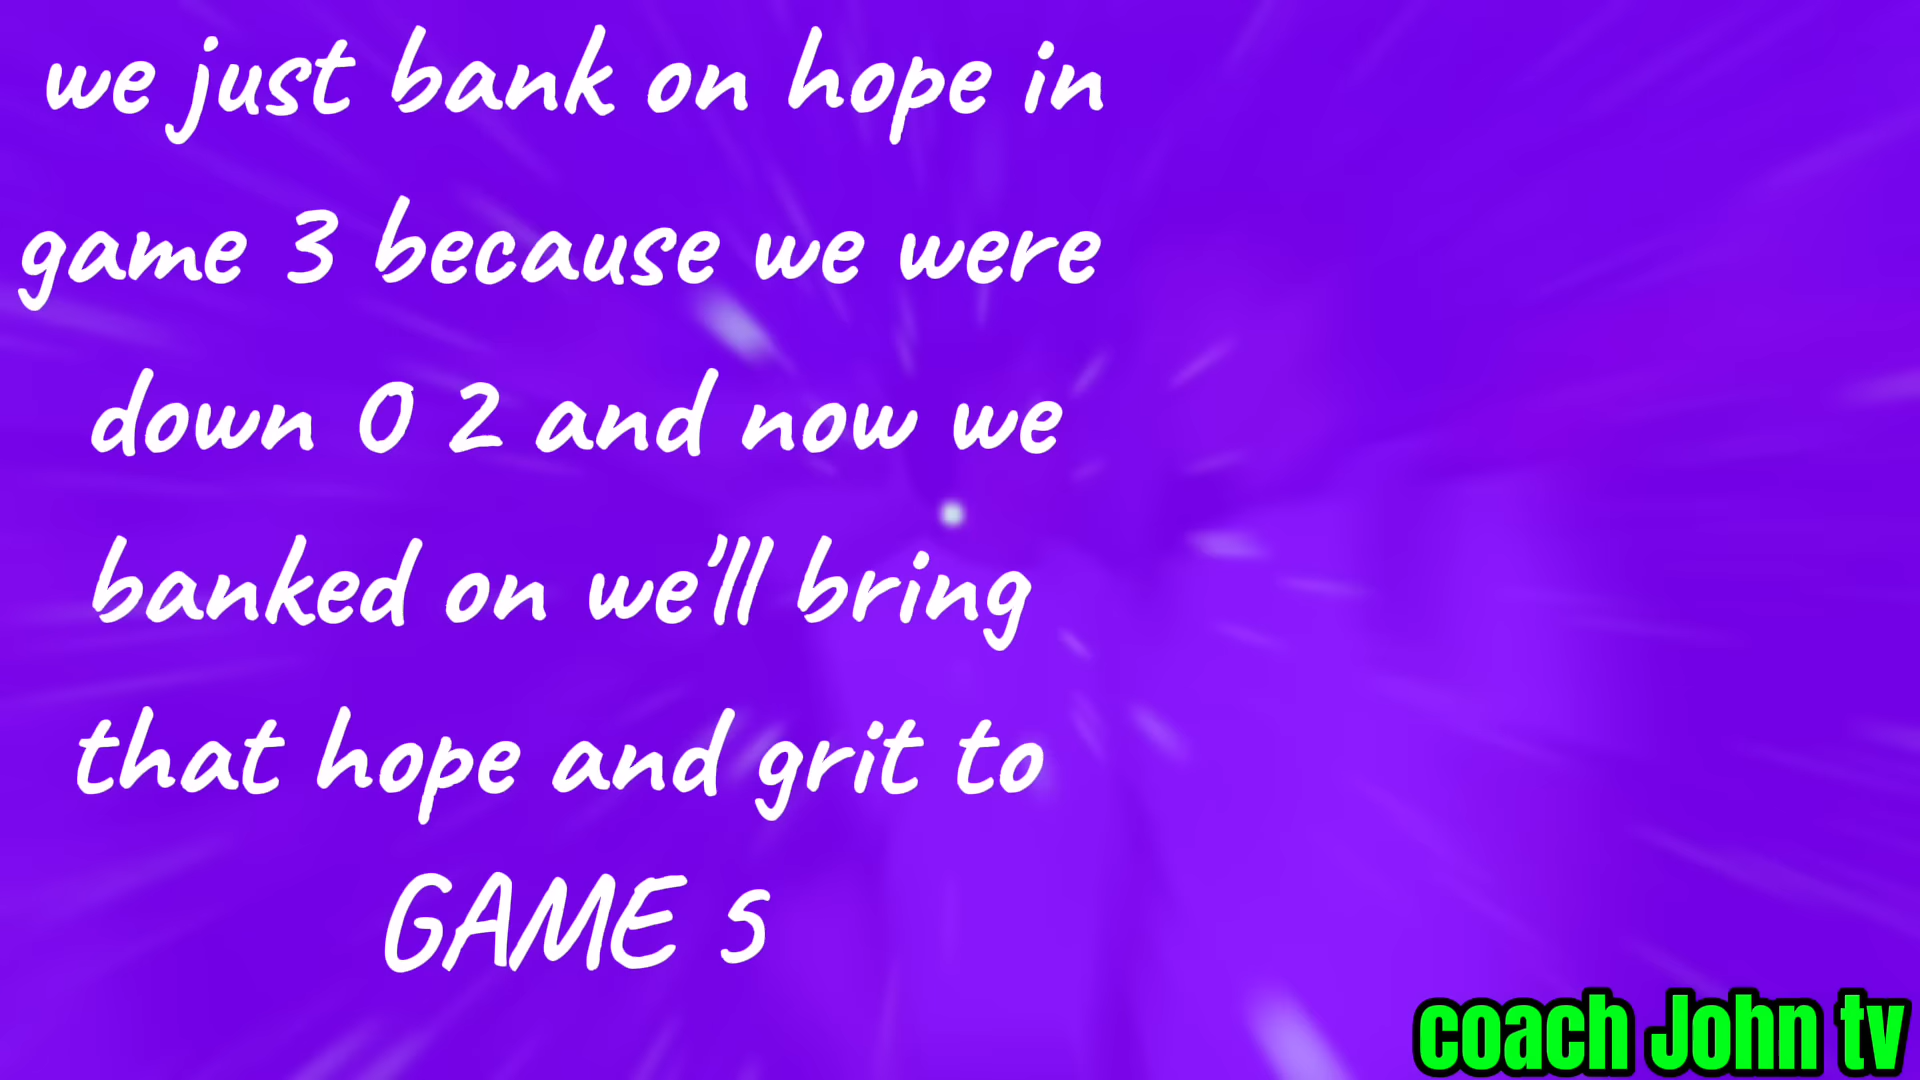 we just bank on hope in
game 3 because we were
down 0 2 and now we
banked on we'll bring
that hope and grit to
GAME 5
coach John tv